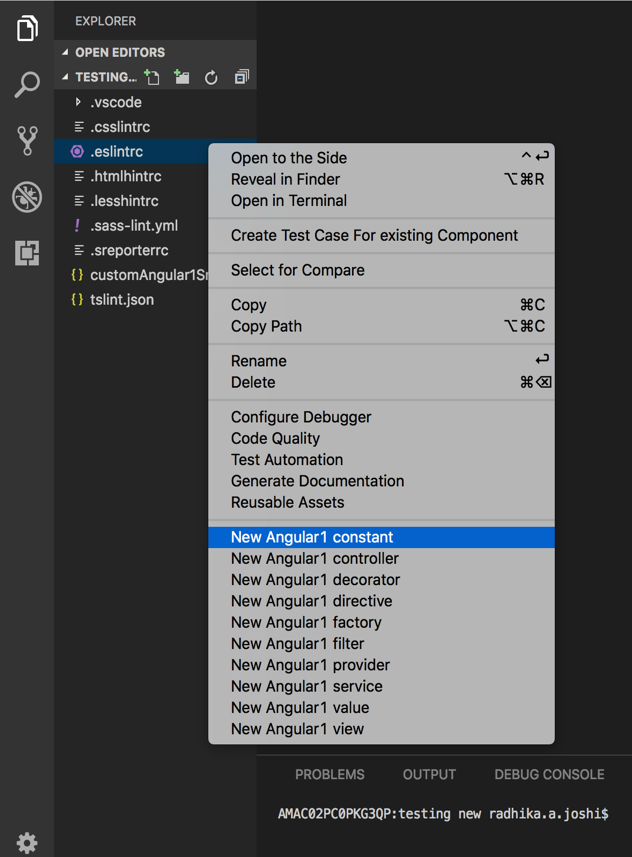 EXPLORER
OPEN EDITORS
TESTING...
.vscode
.csslintrc
.eslintrc
.htmlhintrc
.lesshintrc
.sass-lint.yml
.sreporterrc
{} customAngular1Sn
{} tslint.json
Open to the Side ^↩
Reveal in Finder ⌥⌘R
Open in Terminal
Create Test Case For existing Component
Select for Compare
Copy ⌘C
Copy Path ⌥⌘C
Rename ↩
Delete ⌘⌫
Configure Debugger
Code Quality
Test Automation
Generate Documentation
Reusable Assets
New Angular1 constant
New Angular1 controller
New Angular1 decorator
New Angular1 directive
New Angular1 factory
New Angular1 filter
New Angular1 provider
New Angular1 service
New Angular1 value
New Angular1 view
PROBLEMS OUTPUT DEBUG CONSOLE
AMAC02PC0PKG3QP:testing new radhika.a.joshi$